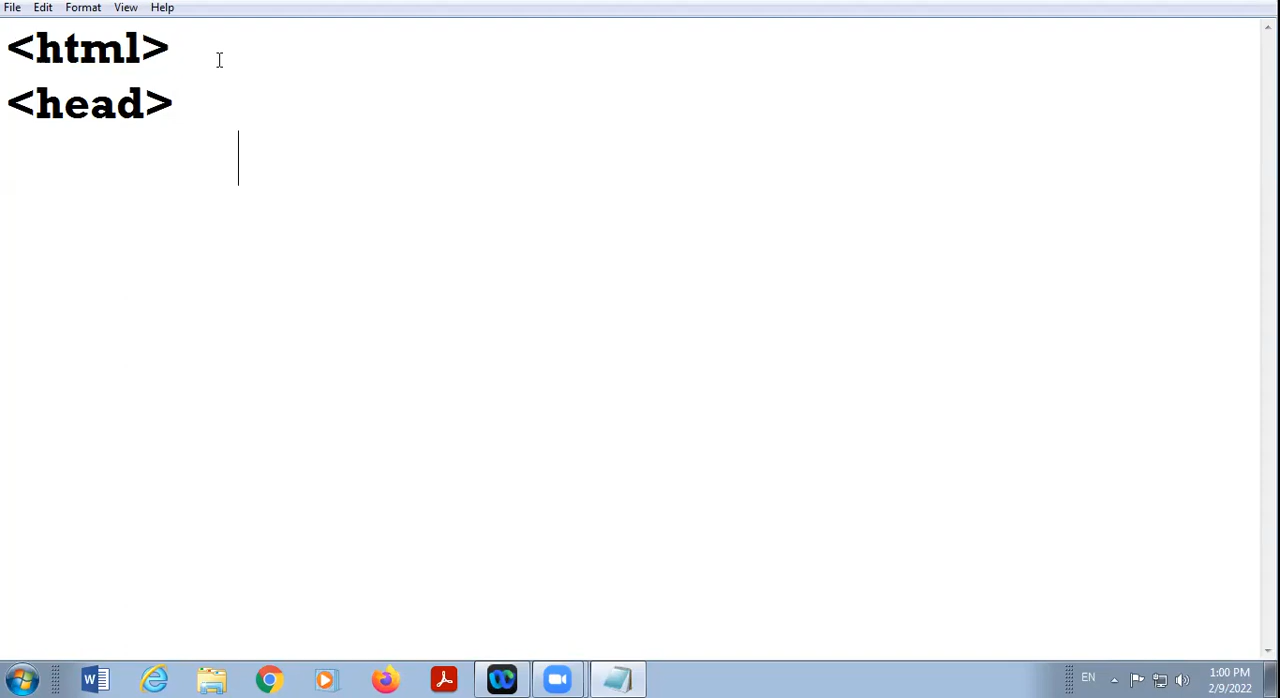 File Edit Format View Help
<html>
<head>
EN
1:00 PM
2/9/2022